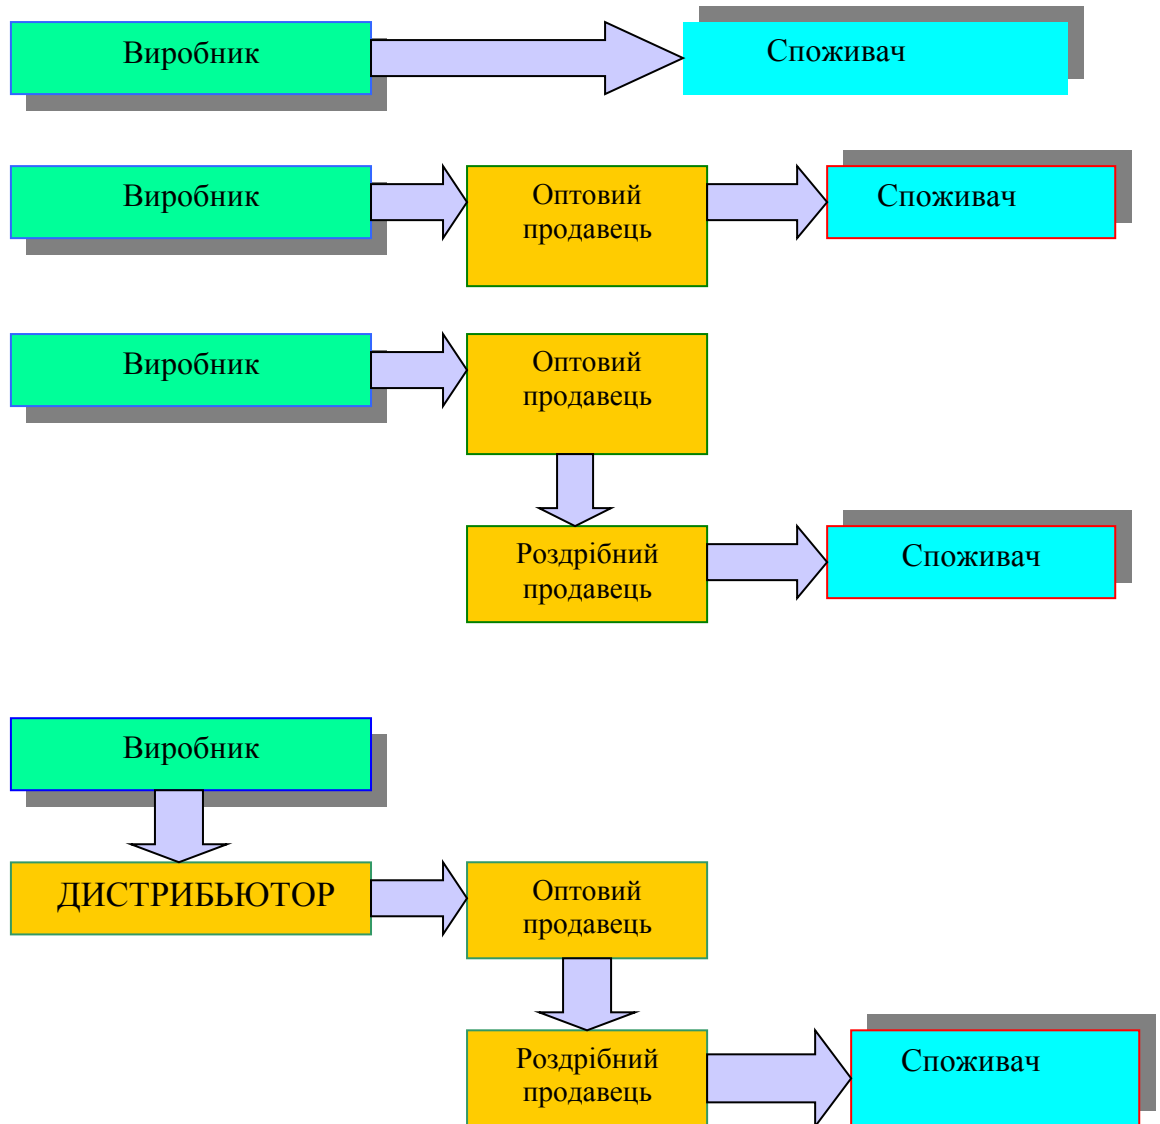 Виробник
Споживач
Виробник
Оптовий
продавець
Споживач
Виробник
Оптовий
продавець
Роздрібний
продавець
Споживач
Виробник
ДИСТРИБЬЮТОР
Оптовий
продавець
Роздрібний
продавець
Споживач